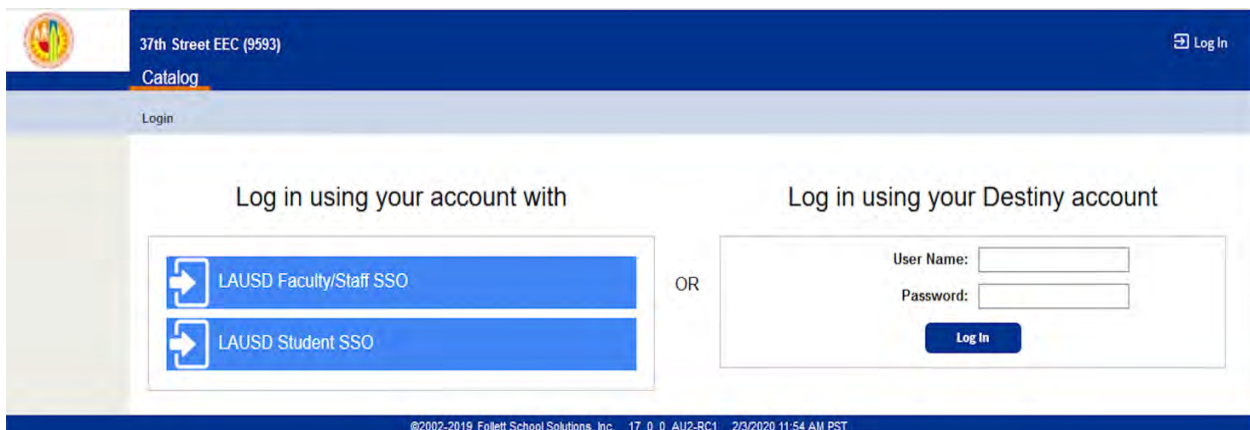 37th Street EEC (9593)
Log In
Catalog
Login
Log in using your account with
LAUSD Faculty/Staff SSO
LAUSD Student SSO
OR
Log in using your Destiny account
User Name:
Password:
Log In
©2002-2019 Follett School Solutions, Inc. 17_0_0_AU2-RC1 2/3/2020 11:54 AM PST